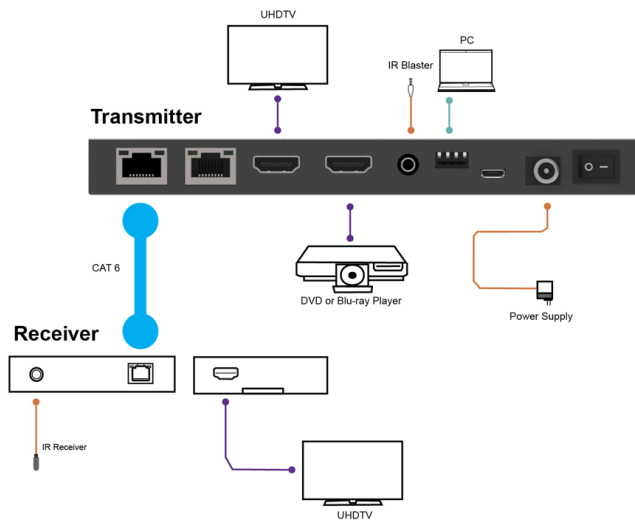 UHDTV
PC
IR Blaster
Transmitter
CAT 6
DVD or Blu-ray Player
Power Supply
Receiver
IR Receiver
UHDTV